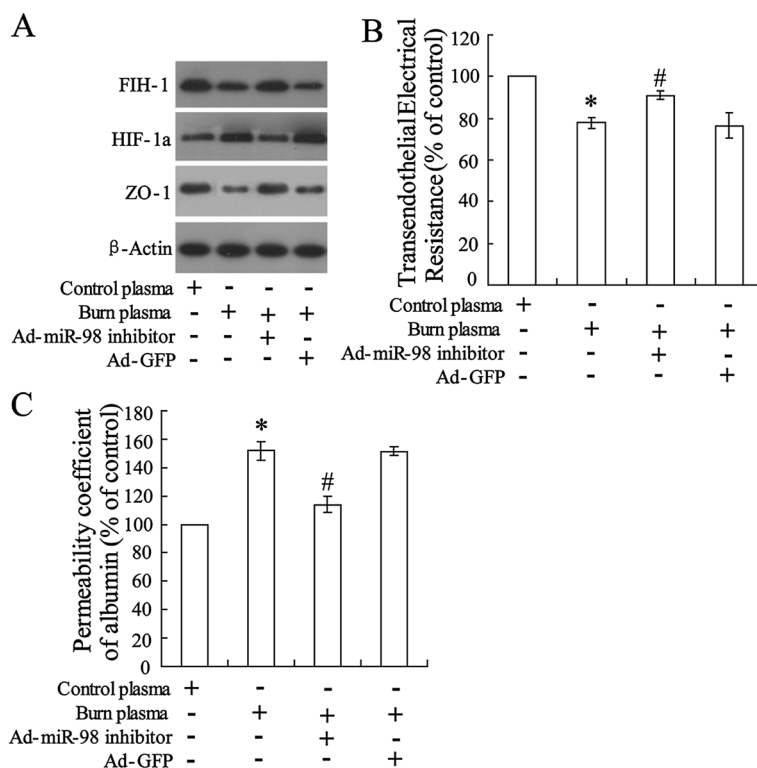 A
FIH-1
HIF-1a
ZO-1
β-Actin
Control plasma + - - -
Burn plasma - + + +
Ad-miR-98 inhibitor - - + -
Ad-GFP - - - +
B
Transendothelial Electrical
Resistance (% of control)
120
100
80
60
40
20
0
*
#
Control plasma + - - -
Burn plasma - + + +
Ad-miR-98 inhibitor - - + -
Ad-GFP - - - +
C
Permeability coefficient
of albumin (% of control)
180
160
140
120
100
80
60
40
20
0
*
#
Control plasma + - - -
Burn plasma - + + +
Ad-miR-98 inhibitor - - + -
Ad-GFP - - - +